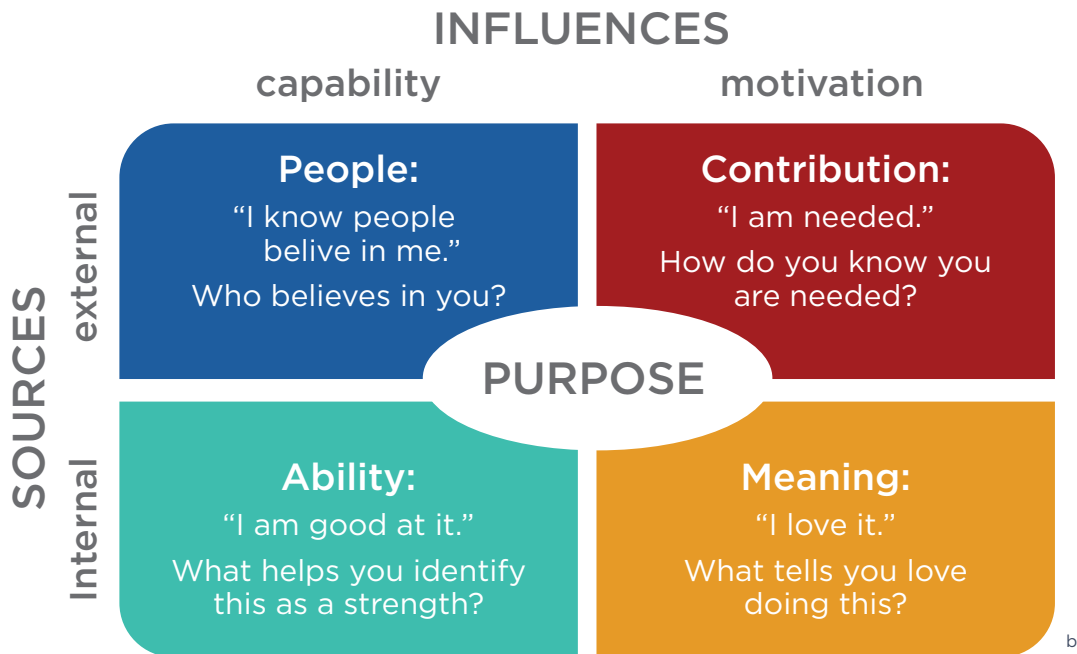 INFLUENCES
capability
motivation
SOURCES
external
People:
“I know people
belive in me.”
Who believes in you?
Contribution:
“I am needed.”
How do you know you
are needed?
PURPOSE
Internal
Ability:
“I am good at it.”
What helps you identify
this as a strength?
Meaning:
“I love it.”
What tells you love
doing this?
b